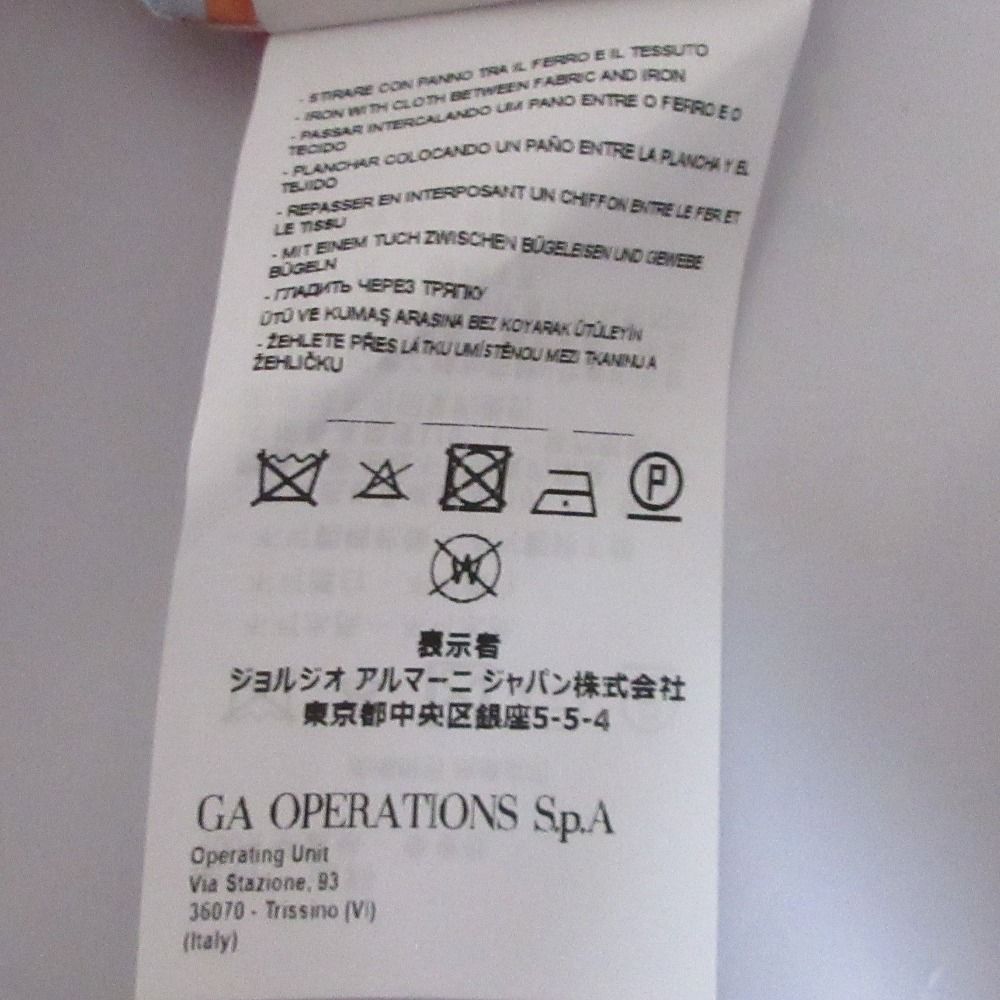 - STIRARE CON PANNO TRA IL FERRO E IL TESSUTO
- IRON WITH CLOTH BETWEEN FABRIC AND IRON
- PASSAR INTERCALANDO UM PANO ENTRE O FERRO E O
TECIDO
- PLANCHAR COLOCANDO UN PAÑO ENTRE LA PLANCHA Y EL
TEJIDO
- REPASSER EN INTERPOSANT UN CHIFFON ENTRE LE FER ET
LE TISSU
- MIT EINEM TUCH ZWISCHEN BÜGELEISEN UND GEWEBE
BÜGELN
- ГЛАДИТЬ ЧЕРЕЗ ТРЯПКУ
ÜTÜ VE KUMAŞ ARASINA BEZ KOYARAK ÜTÜLEYİN
- ŽEHLETE PŘES LÁTKU UMÍSTĚNOU MEZI TKANINU A
ŽEHLIČKU
P
W
表示者
ジョルジオ アルマーニ ジャパン株式会社
東京都中央区銀座5-5-4
GA OPERATIONS S.p.A
Operating Unit
Via Stazione, 93
36070 - Trissino (VI)
(Italy)